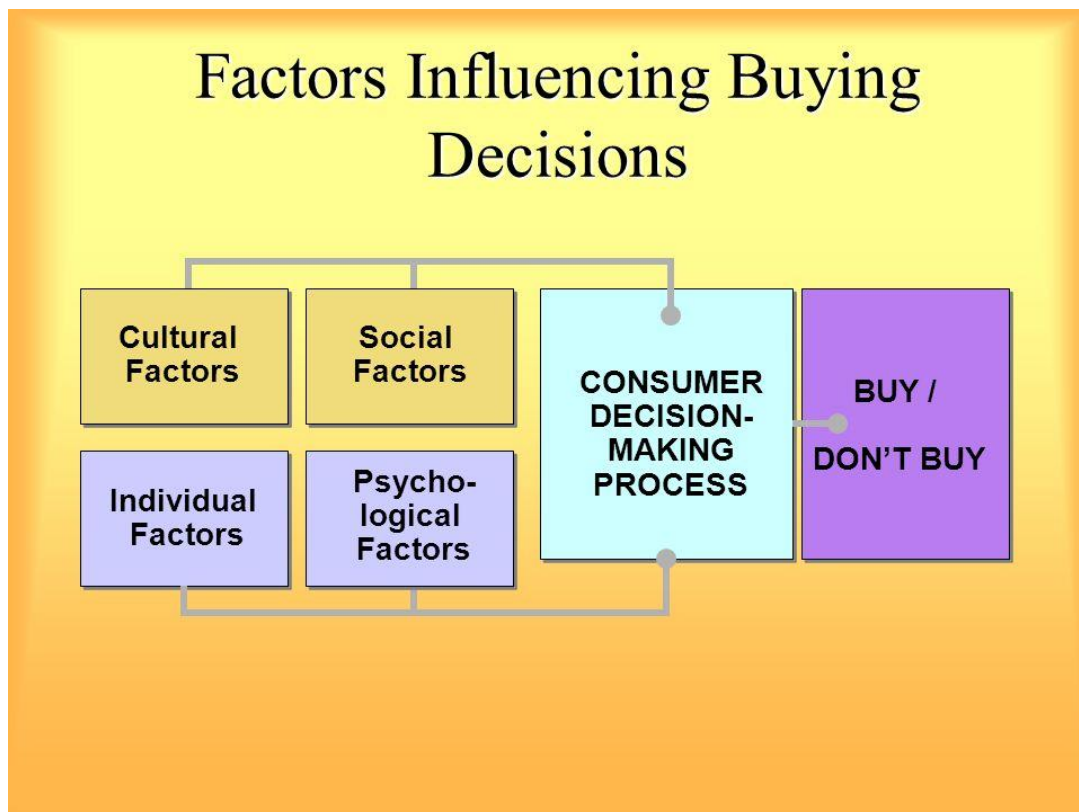 Factors Influencing Buying
Decisions
Cultural
Factors
Social
Factors
Individual
Factors
Psycho-
logical
Factors
CONSUMER
DECISION-
MAKING
PROCESS
BUY /
DON’T BUY